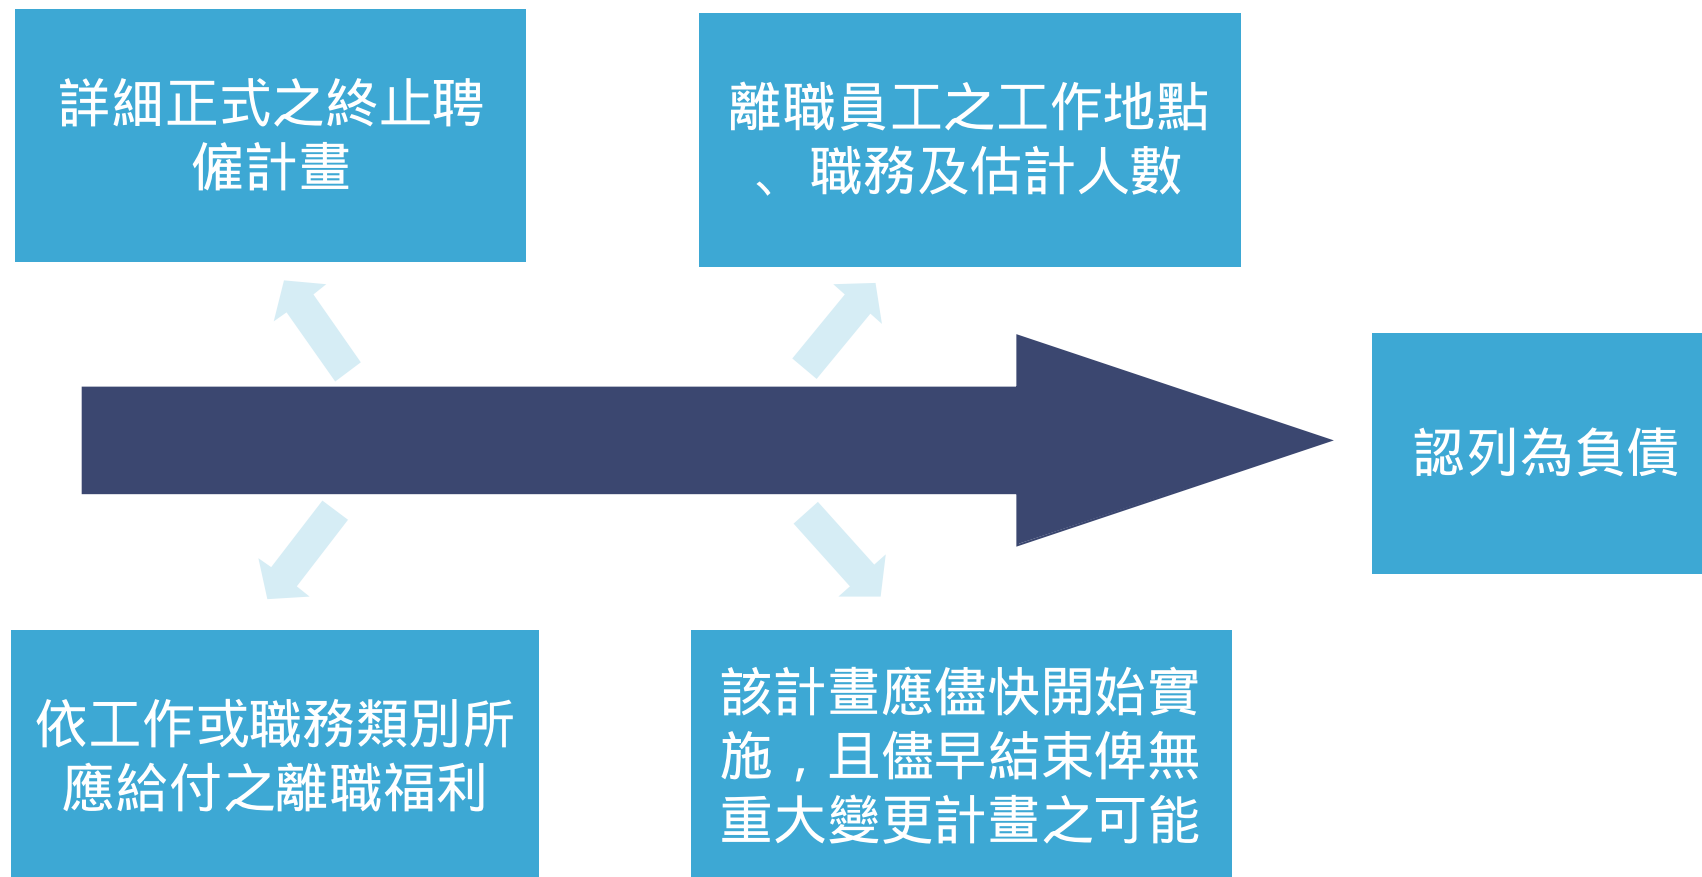 詳細正式之終止聘
僱計畫
離職員工之工作地點
、職務及估計人數
認列為負債
依工作或職務類別所
應給付之離職福利
該計畫應儘快開始實
施，且儘早結束俾無
重大變更計畫之可能